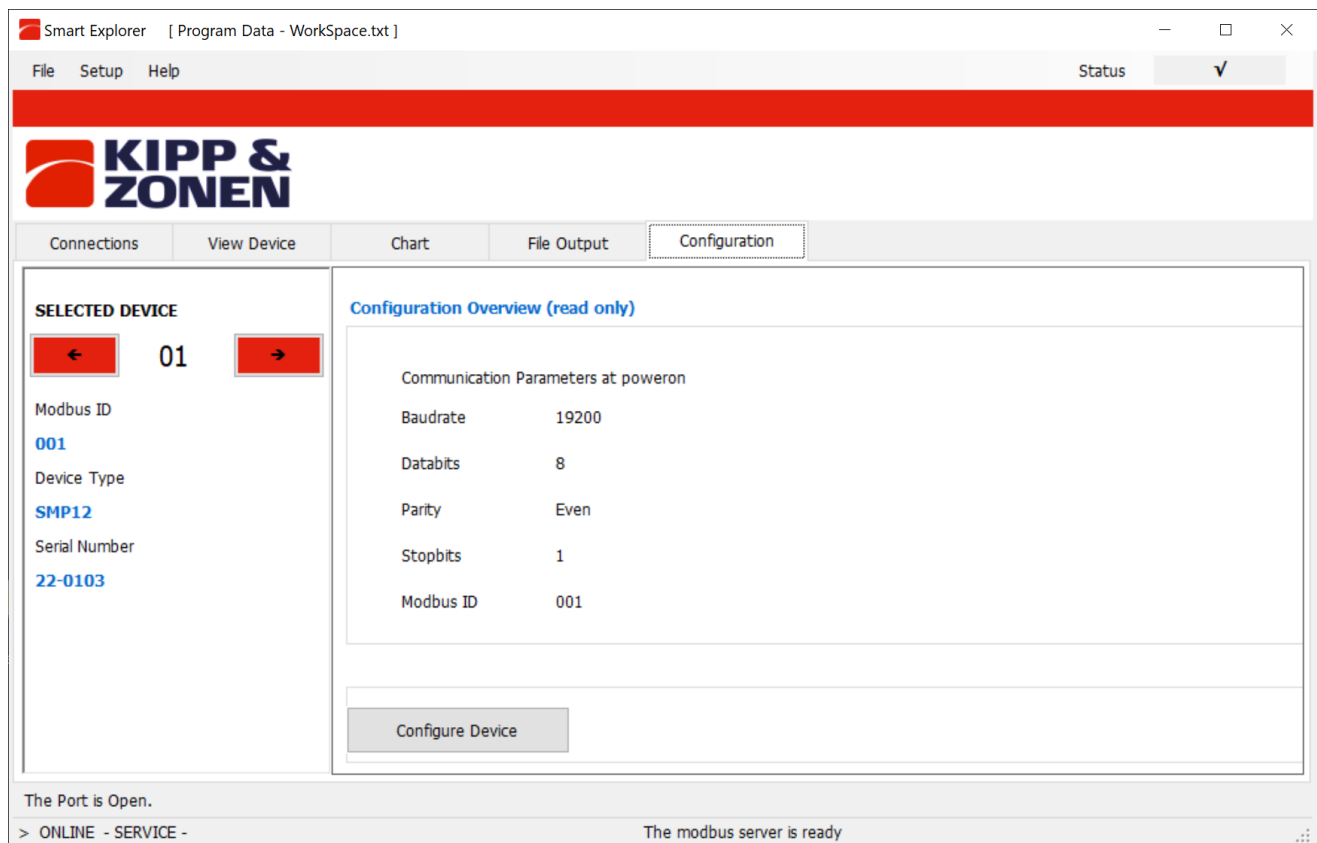 Smart Explorer [ Program Data - WorkSpace.txt ]
File Setup Help Status √
KIPP &
ZONEN
Connections View Device Chart File Output Configuration
SELECTED DEVICE
01
Modbus ID
001
Device Type
SMP12
Serial Number
22-0103
Configuration Overview (read only)
Communication Parameters at poweron
Baudrate 19200
Databits 8
Parity Even
Stopbits 1
Modbus ID 001
Configure Device
The Port is Open.
> ONLINE - SERVICE - The modbus server is ready